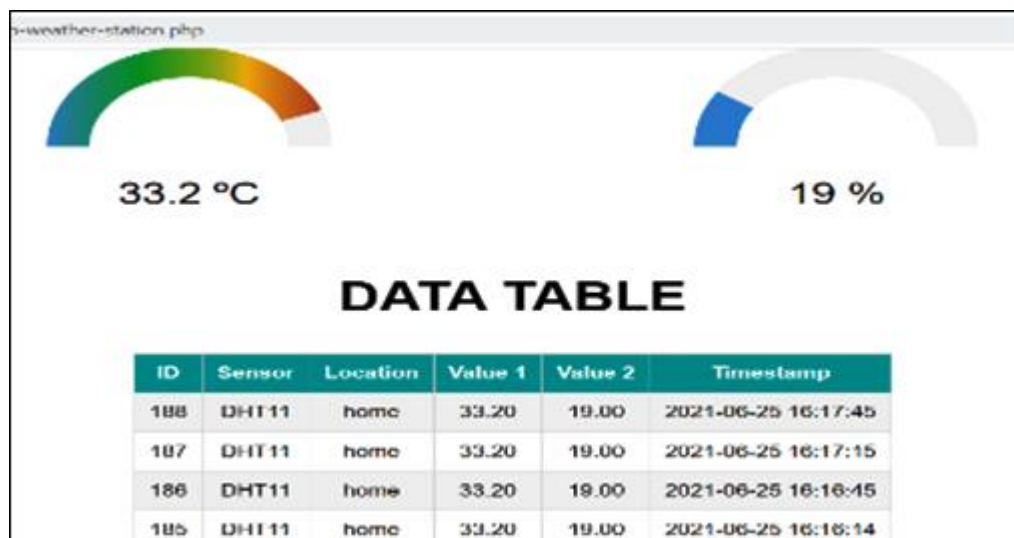 o-weather-station.php
33.2 ºC
19 %
DATA TABLE
ID Sensor Location Value 1 Value 2 Timestamp
188 DHT11 home 33.20 19.00 2021-06-25 16:17:45
187 DHT11 home 33.20 19.00 2021-06-25 16:17:15
186 DHT11 home 33.20 19.00 2021-06-25 16:16:45
185 DHT11 home 33.20 19.00 2021-06-25 16:16:14